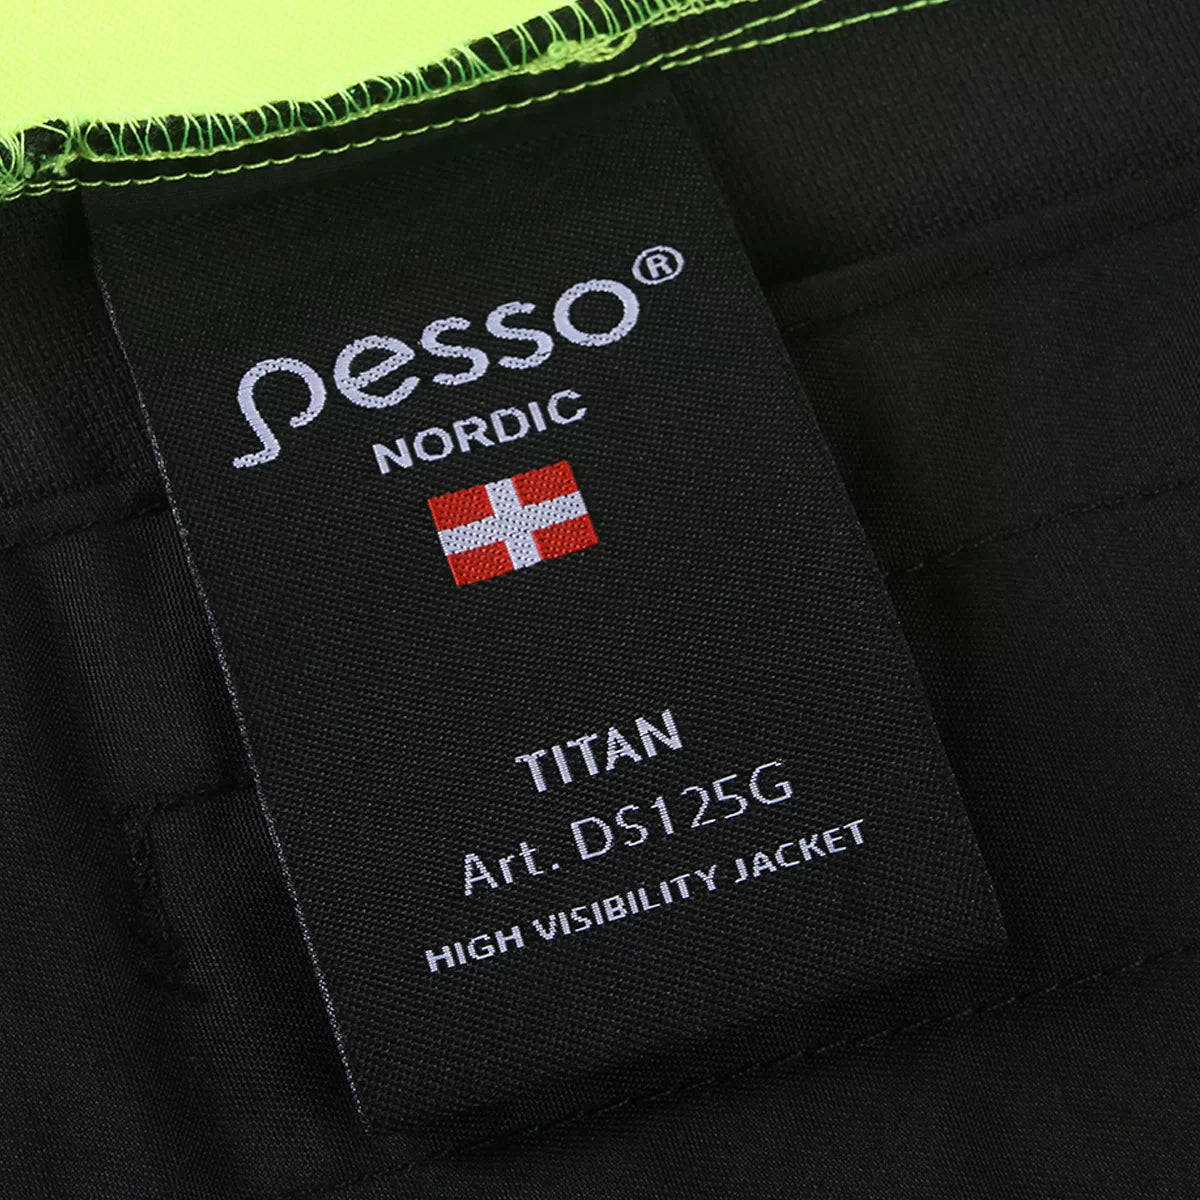 pesso®
NORDIC
TITAN
Art. DS125G
HIGH VISIBILITY JACKET